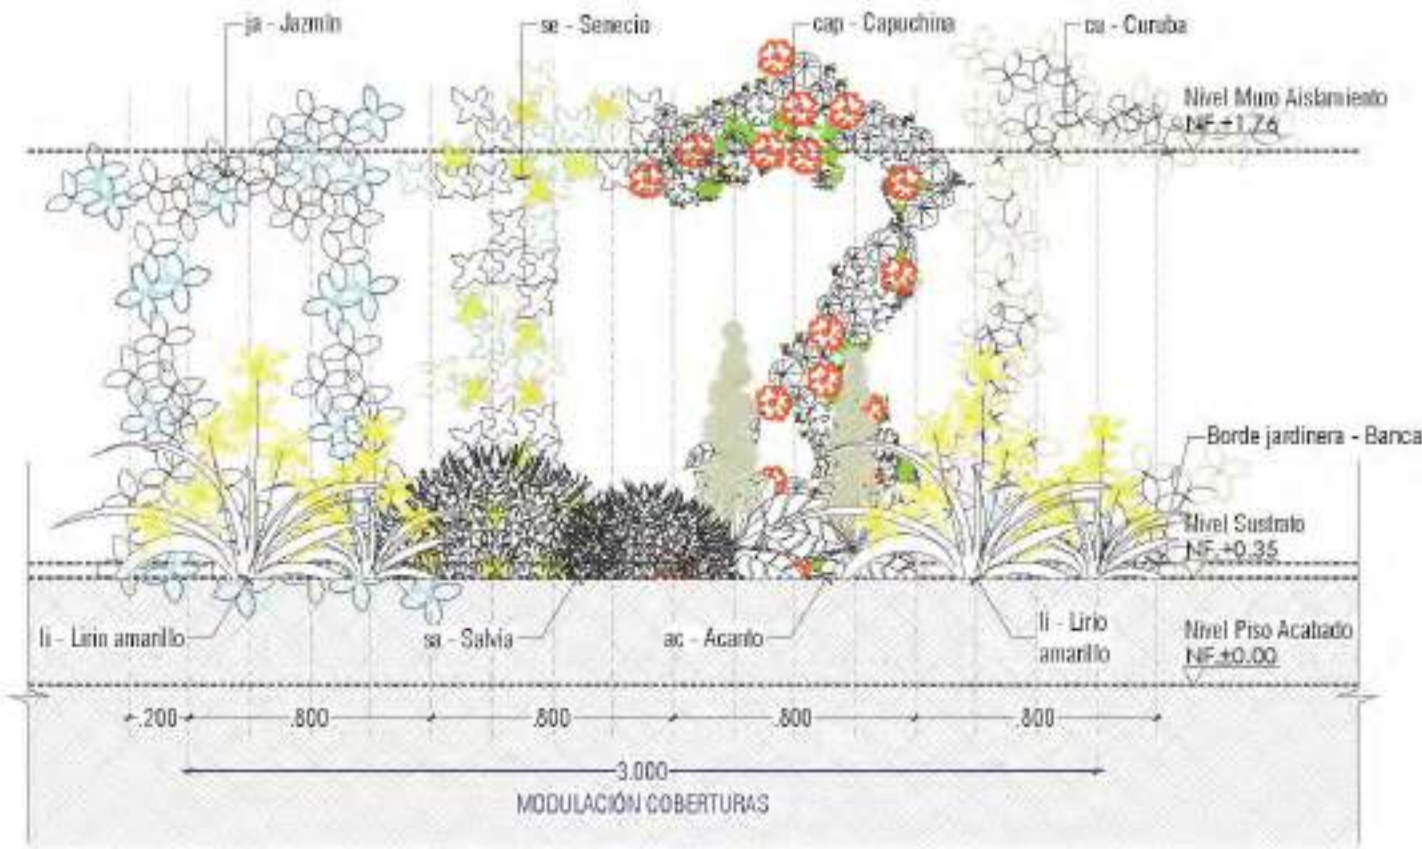 ja - Jazmín
se - Senecio
cap - Capuchina
cu - Curuba
Nivel Muro Aislamiento
NF.+1.76
Borde jardinera - Banca
Nivel Sustrato
NF.+0.35
li - Lirio amarillo
sa - Salvia
ac - Acanto
li - Lirio
amarillo
Nivel Piso Acabado
NF.±0.00
.200 .800 .800 .800 .800
3.000
MODULACIÓN COBERTURAS